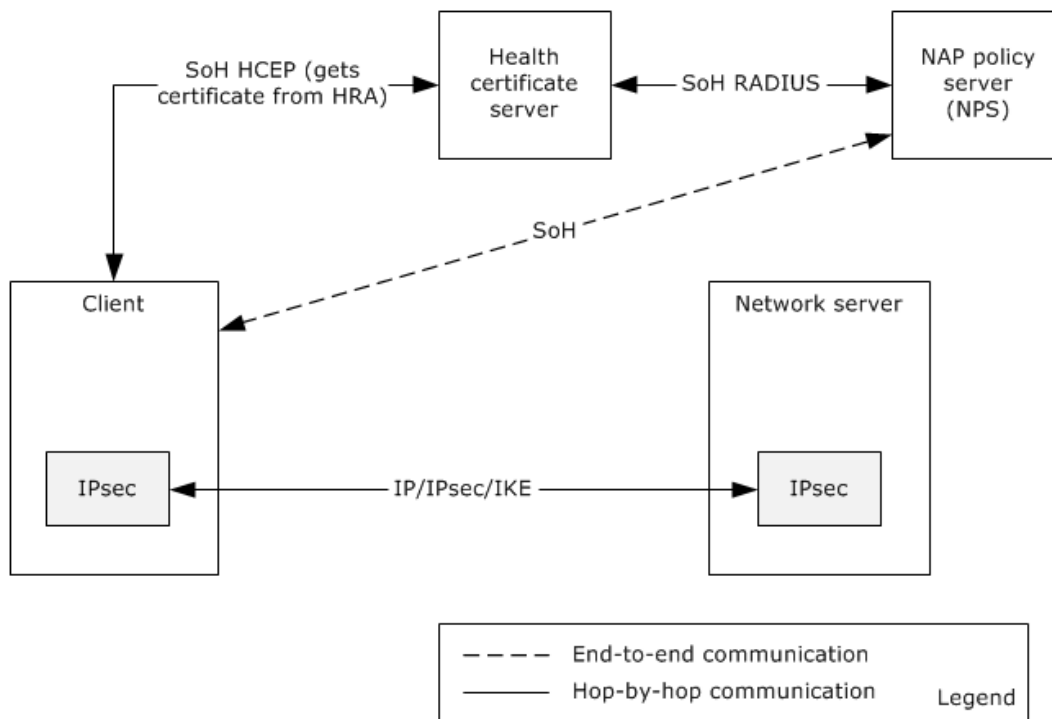 SoH HCEP (gets
certificate from HRA)
Health
certificate
server
SoH RADIUS
NAP policy
server
(NPS)
SoH
Client
Network server
IPsec
IP/IPsec/IKE
IPsec
End-to-end communication
Hop-by-hop communication
Legend